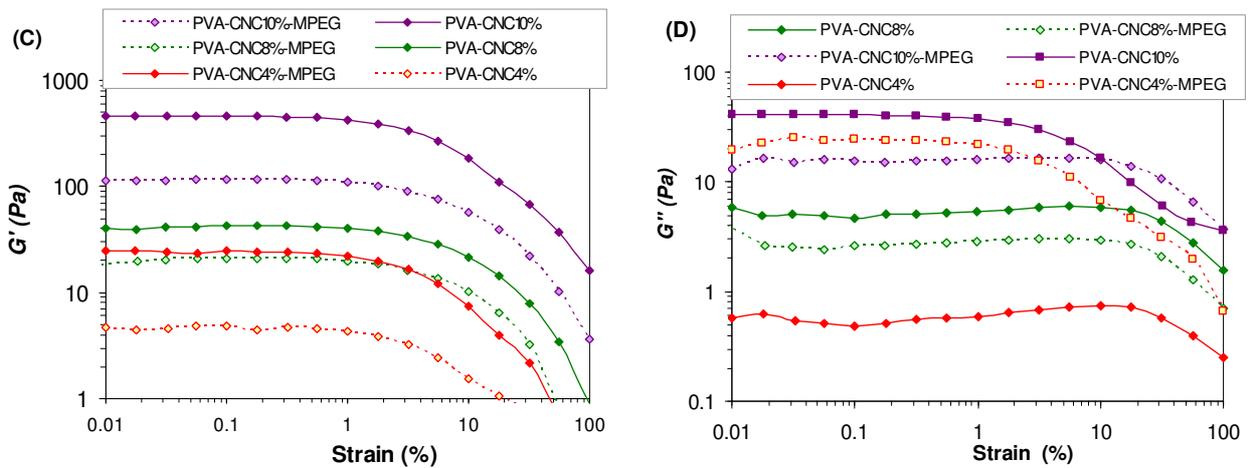 (C)
PVA-CNC10%-MPEG PVA-CNC10%
PVA-CNC8%-MPEG PVA-CNC8%
PVA-CNC4%-MPEG PVA-CNC4%
1000
100
10
1
G' (Pa)
0.01 0.1 1 10 100
Strain (%)
(D)
PVA-CNC8% PVA-CNC8%-MPEG
PVA-CNC10%-MPEG PVA-CNC10%
PVA-CNC4% PVA-CNC4%-MPEG
100
10
1
0.1
G'' (Pa)
0.01 0.1 1 10 100
Strain (%)